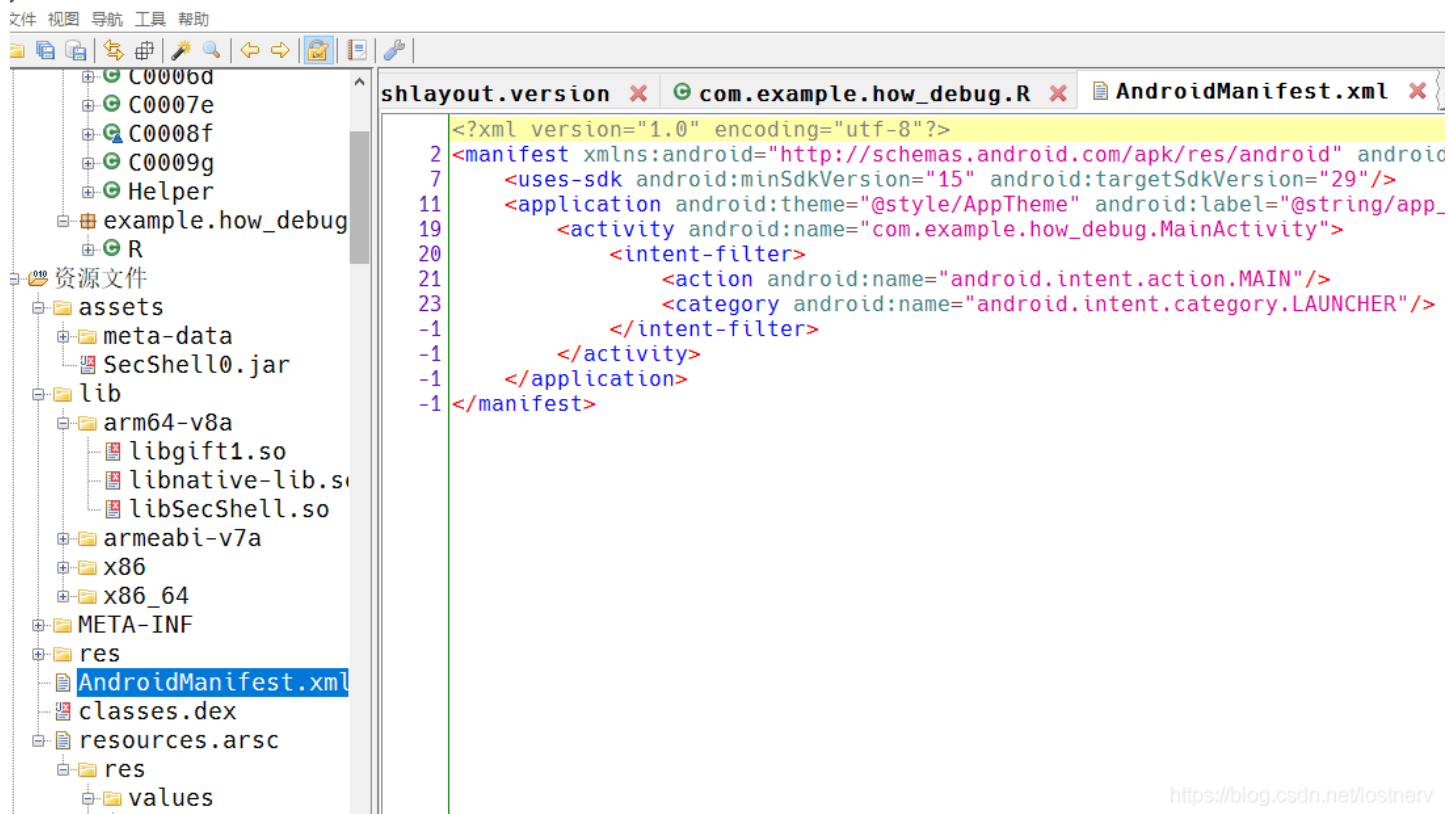 文件 视图 导航 工具 帮助
C0006d
C0007e
C0008f
C0009g
Helper
example.how_debug
R
资源文件
assets
meta-data
SecShell0.jar
lib
arm64-v8a
libgift1.so
libnative-lib.so
libSecShell.so
armeabi-v7a
x86
x86_64
META-INF
res
AndroidManifest.xml
classes.dex
resources.arsc
res
values
shlayout.version com.example.how_debug.R AndroidManifest.xml
<?xml version="1.0" encoding="utf-8"?>
2 <manifest xmlns:android="http://schemas.android.com/apk/res/android" android
7 <uses-sdk android:minSdkVersion="15" android:targetSdkVersion="29"/>
11 <application android:theme="@style/AppTheme" android:label="@string/app_
19 <activity android:name="com.example.how_debug.MainActivity">
20 <intent-filter>
21 <action android:name="android.intent.action.MAIN"/>
23 <category android:name="android.intent.category.LAUNCHER"/>
-1 </intent-filter>
-1 </activity>
-1 </application>
-1 </manifest>
https://blog.csdn.net/lostnerv